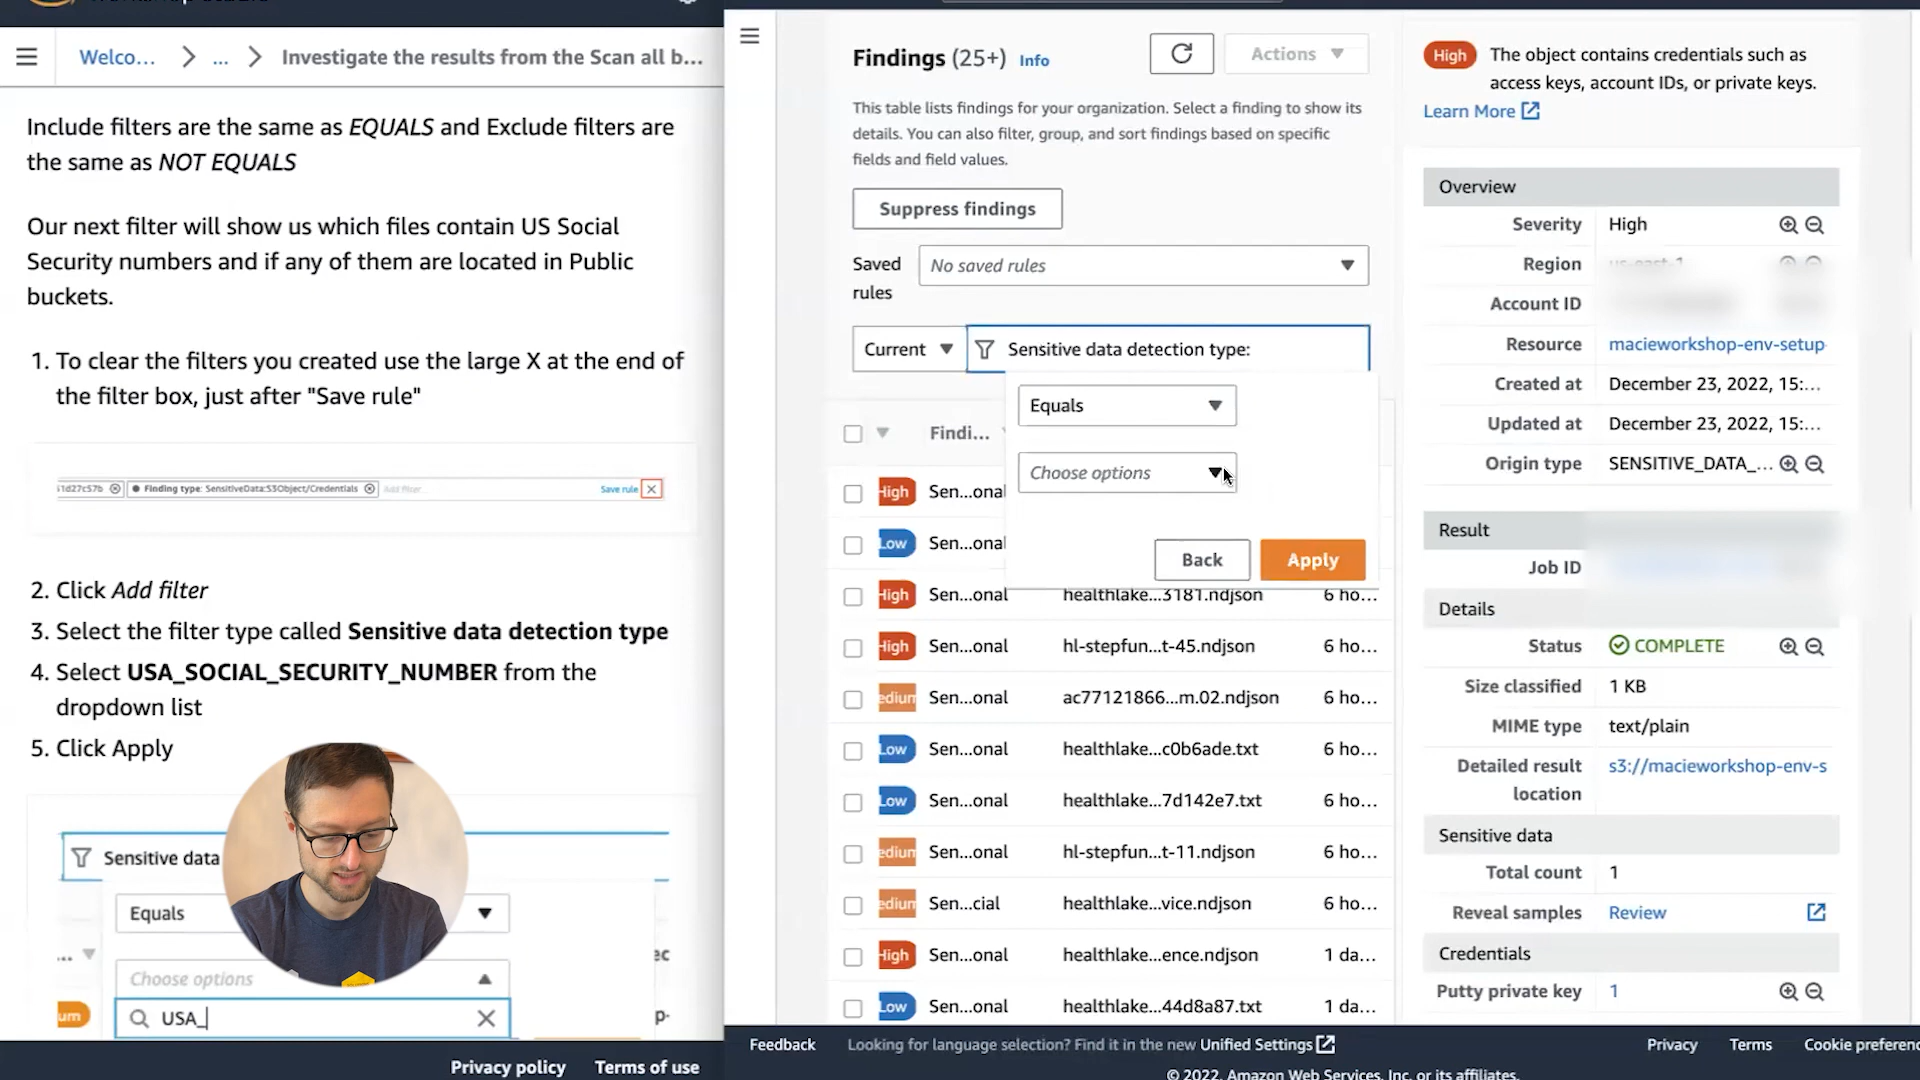 Welco...
...
Investigate the results from the Scan all b...
Include filters are the same as EQUALS and Exclude filters are
the same as NOT EQUALS
Our next filter will show us which files contain US Social
Security numbers and if any of them are located in Public
buckets.
1. To clear the filters you created use the large X at the end of
the filter box, just after "Save rule"
Finding type: SensitiveData:S3Object/Credentials
Add filter
Save rule
2. Click Add filter
3. Select the filter type called Sensitive data detection type
4. Select USA_SOCIAL_SECURITY_NUMBER from the
dropdown list
5. Click Apply
Sensitive data
Equals
Choose options
USA_
Privacy policy
Terms of use
Findings (25+) Info
Actions
This table lists findings for your organization. Select a finding to show its
details. You can also filter, group, and sort findings based on specific
fields and field values.
Suppress findings
Saved
rules
No saved rules
Current
Sensitive data detection type:
Equals
Choose options
Back
Apply
Findi...
High Sen...onal
Low Sen...onal
High Sen...onal healthlake...3181.ndjson 6 ho...
High Sen...onal hl-stepfun...t-45.ndjson 6 ho...
edium Sen...onal ac77121866...m.02.ndjson 6 ho...
Low Sen...onal healthlake...c0b6ade.txt 6 ho...
Low Sen...onal healthlake...7d142e7.txt 6 ho...
edium Sen...onal hl-stepfun...t-11.ndjson 6 ho...
edium Sen...cial healthlake...vice.ndjson 6 ho...
High Sen...onal healthlake...ence.ndjson 1 da...
Low Sen...onal healthlake...44d8a87.txt 1 da...
High The object contains credentials such as
access keys, account IDs, or private keys.
Learn More
Overview
Severity High
Region
Account ID
Resource macieworkshop-env-setup
Created at December 23, 2022, 15:...
Updated at December 23, 2022, 15:...
Origin type SENSITIVE_DATA_...
Result
Job ID
Details
Status COMPLETE
Size classified 1 KB
MIME type text/plain
Detailed result
location
s3://macieworkshop-env-s
Sensitive data
Total count 1
Reveal samples Review
Credentials
Putty private key 1
Feedback
Looking for language selection? Find it in the new Unified Settings
Privacy
Terms
Cookie preferenc
© 2022, Amazon Web Services, Inc. or its affiliates.